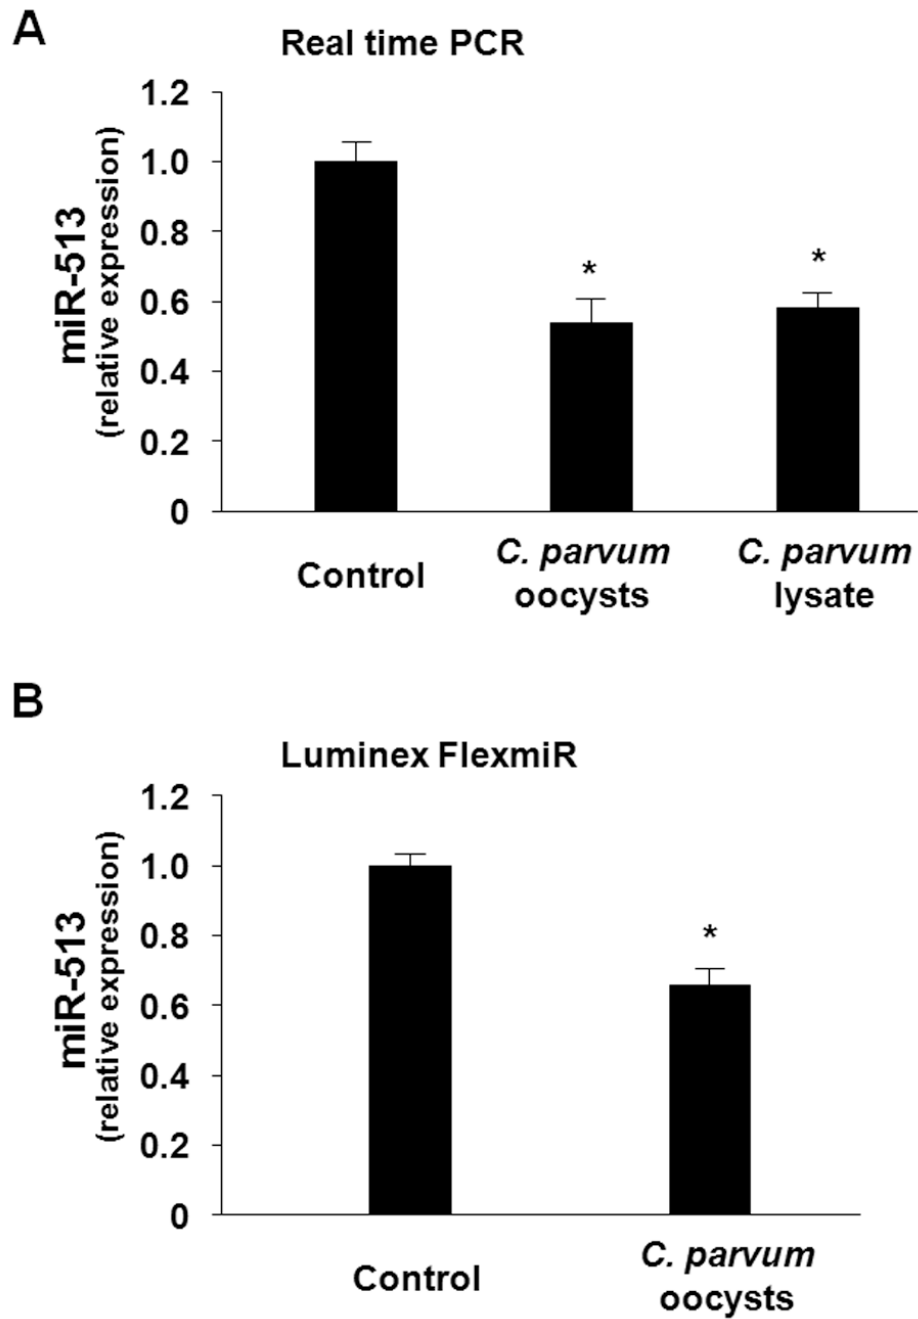 A
Real time PCR
miR-513
(relative expression)
1.2
1.0
0.8
0.6
0.4
0.2
0
*
*
Control
C. parvum
oocysts
C. parvum
lysate
B
Luminex FlexmiR
miR-513
(relative expression)
1.2
1.0
0.8
0.6
0.4
0.2
0
*
Control
C. parvum
oocysts